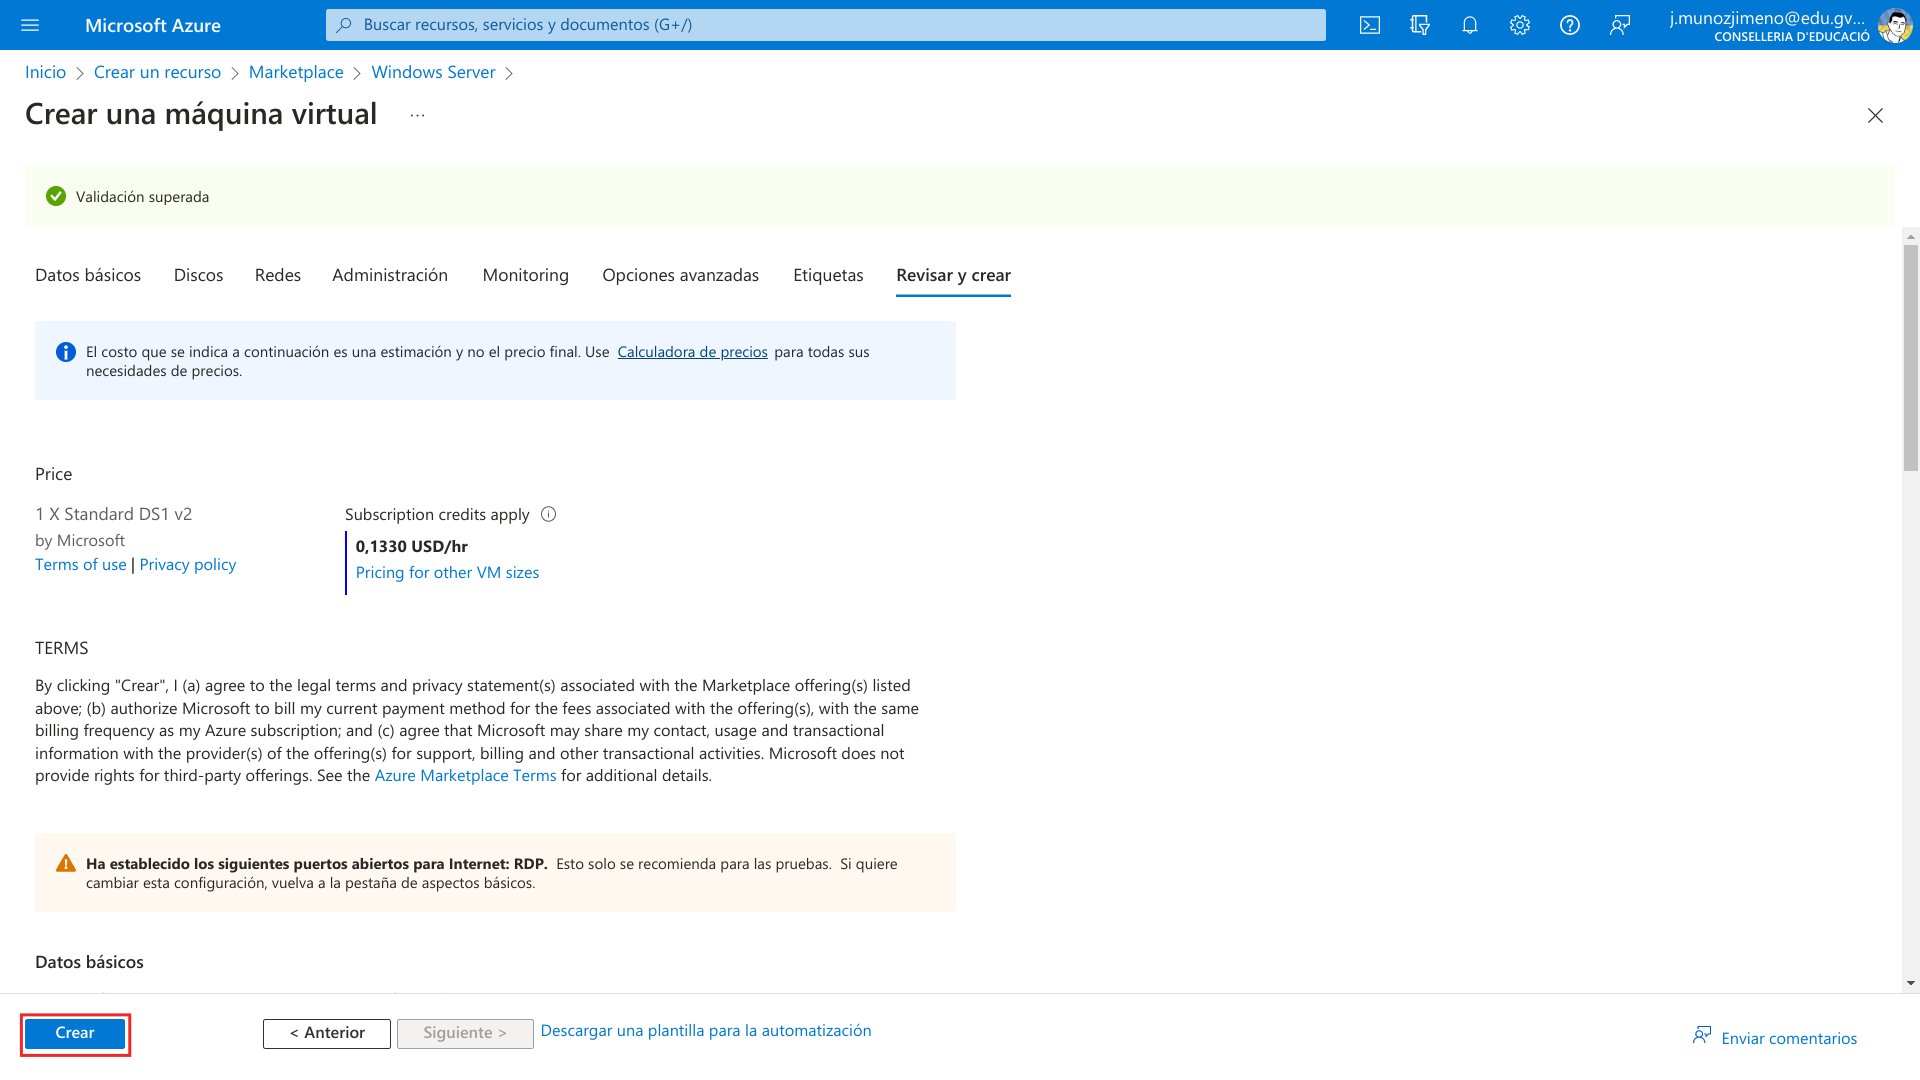 Microsoft Azure
Buscar recursos, servicios y documentos (G+/)
j.munozjimeno@edu.gv...
CONSELLERIA D'EDUCACIÓ
Inicio > Crear un recurso > Marketplace > Windows Server >
Crear una máquina virtual ...
Validación superada
Datos básicos Discos Redes Administración Monitoring Opciones avanzadas Etiquetas Revisar y crear
El costo que se indica a continuación es una estimación y no el precio final. Use Calculadora de precios para todas sus
necesidades de precios.
Price
1 X Standard DS1 v2
by Microsoft
Terms of use | Privacy policy
Subscription credits apply
0,1330 USD/hr
Pricing for other VM sizes
TERMS
By clicking "Crear", I (a) agree to the legal terms and privacy statement(s) associated with the Marketplace offering(s) listed
above; (b) authorize Microsoft to bill my current payment method for the fees associated with the offering(s), with the same
billing frequency as my Azure subscription; and (c) agree that Microsoft may share my contact, usage and transactional
information with the provider(s) of the offering(s) for support, billing and other transactional activities. Microsoft does not
provide rights for third-party offerings. See the Azure Marketplace Terms for additional details.
Ha establecido los siguientes puertos abiertos para Internet: RDP. Esto solo se recomienda para las pruebas. Si quiere
cambiar esta configuración, vuelva a la pestaña de aspectos básicos.
Datos básicos
Crear
< Anterior
Siguiente >
Descargar una plantilla para la automatización
Enviar comentarios